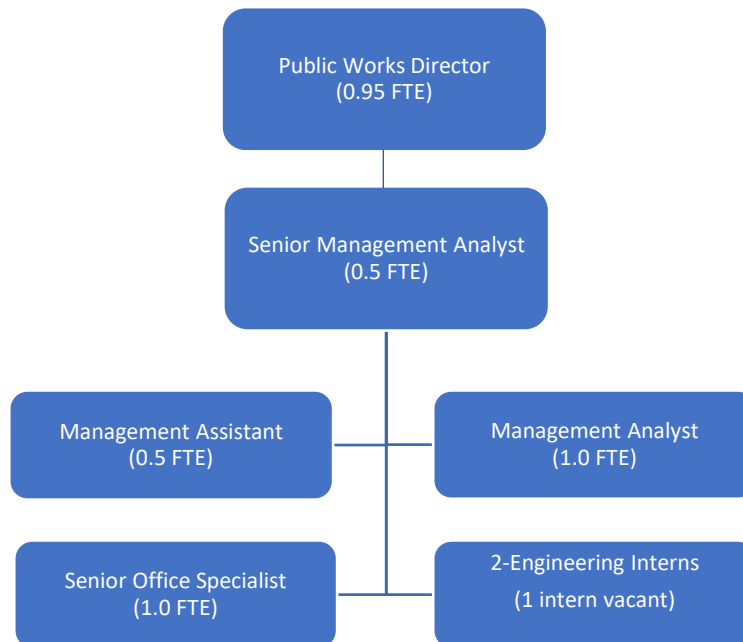 Public Works Director
(0.95 FTE)
Senior Management Analyst
(0.5 FTE)
Management Assistant
(0.5 FTE)
Management Analyst
(1.0 FTE)
Senior Office Specialist
(1.0 FTE)
2-Engineering Interns
(1 intern vacant)